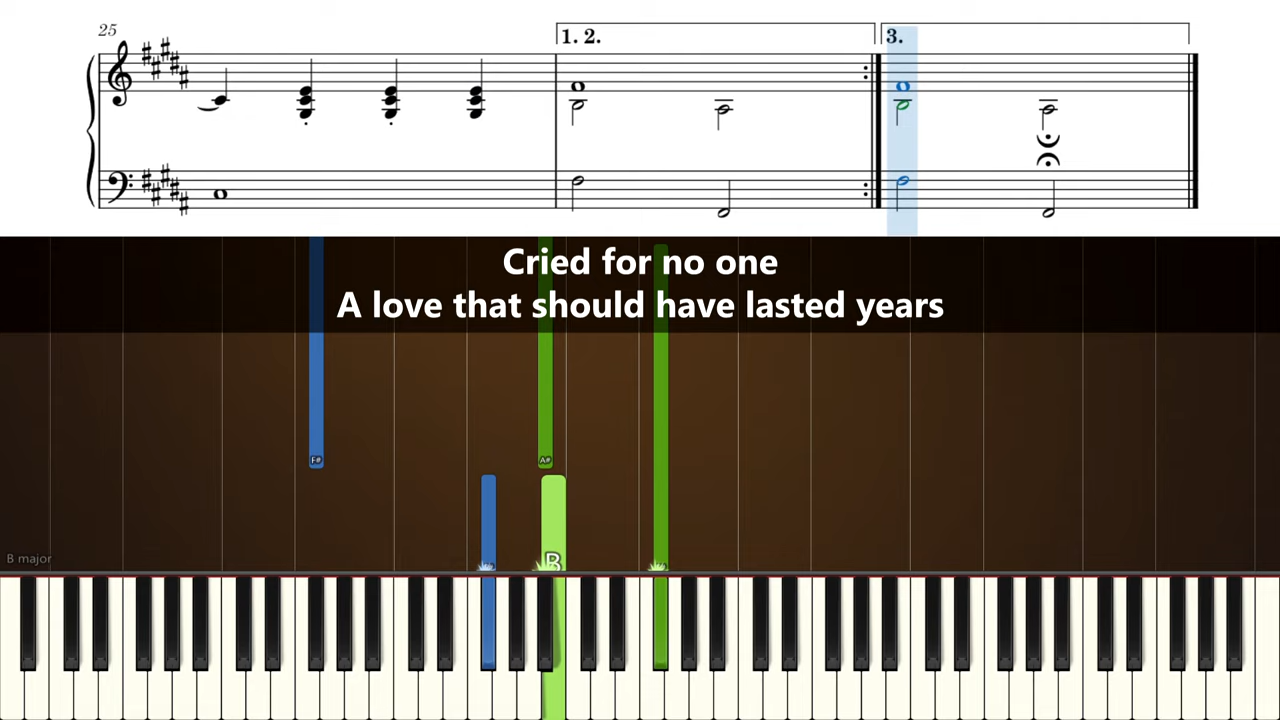 25
1. 2.
3.
Cried for no one
A love that should have lasted years
F#
A#
B
B major